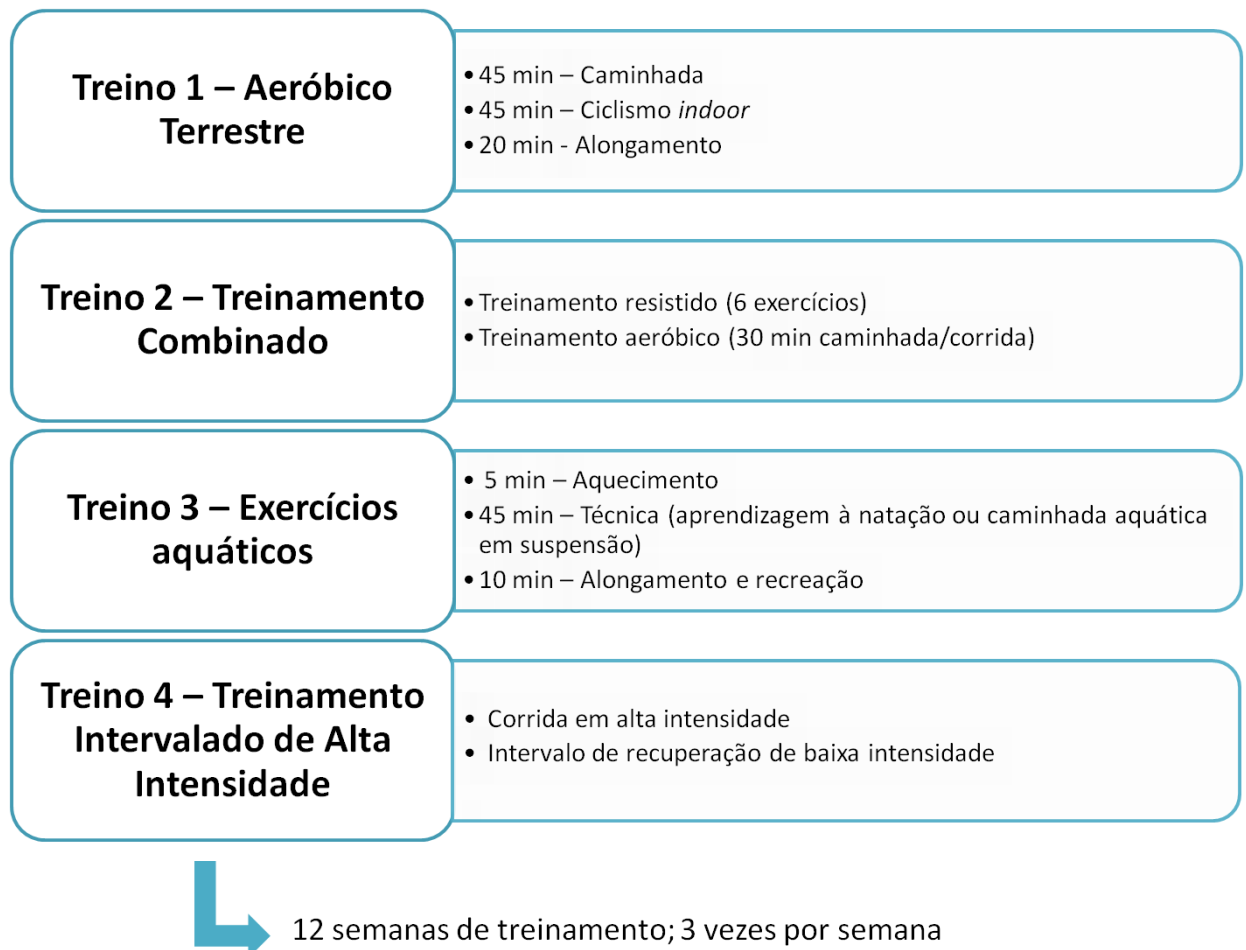 Treino 1 – Aeróbico
Terrestre
• 45 min – Caminhada
• 45 min – Ciclismo indoor
• 20 min - Alongamento
Treino 2 – Treinamento
Combinado
• Treinamento resistido (6 exercícios)
• Treinamento aeróbico (30 min caminhada/corrida)
Treino 3 – Exercícios
aquáticos
• 5 min – Aquecimento
• 45 min – Técnica (aprendizagem à natação ou caminhada aquática
em suspensão)
• 10 min – Alongamento e recreação
Treino 4 – Treinamento
Intervalado de Alta
Intensidade
• Corrida em alta intensidade
• Intervalo de recuperação de baixa intensidade
12 semanas de treinamento; 3 vezes por semana